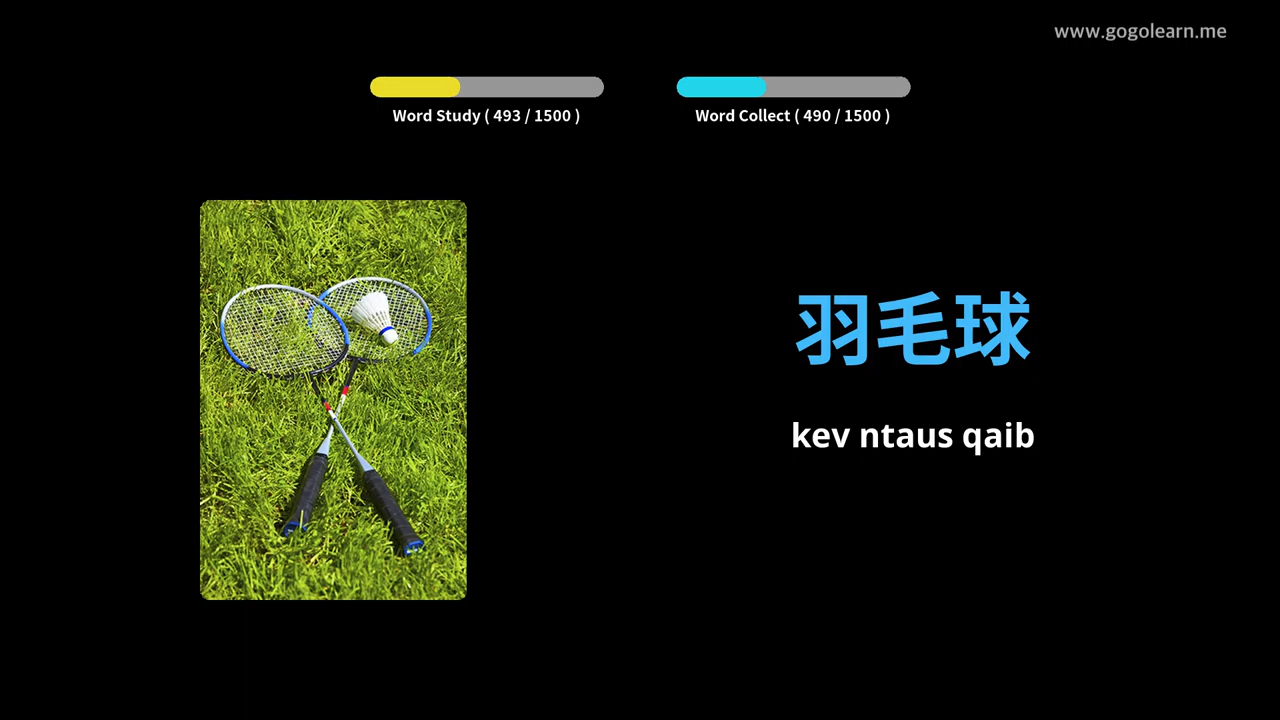 www.gogolearn.me
Word Study ( 493 / 1500 )
Word Collect ( 490 / 1500 )
羽毛球
kev ntaus qaib